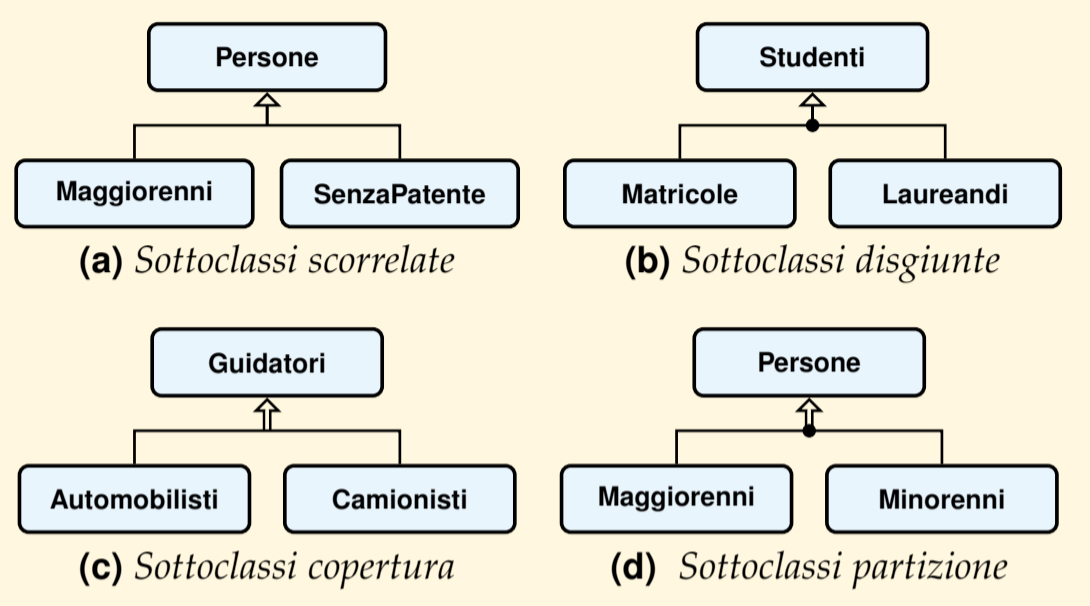 Persone
Maggiorenni
SenzaPatente
(a) Sottoclassi scorrelate
Studenti
Matricole
Laureandi
(b) Sottoclassi disgiunte
Guidatori
Automobilisti
Camionisti
(c) Sottoclassi copertura
Persone
Maggiorenni
Minorenni
(d) Sottoclassi partizione